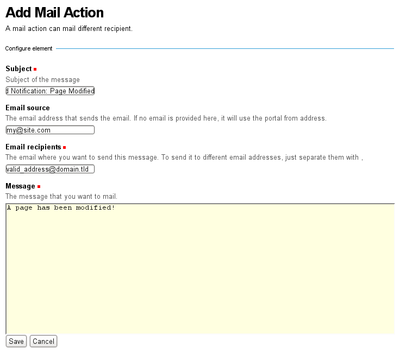 Add Mail Action
A mail action can mail different recipient.
Configure element
Subject
Subject of the message
Notification: Page Modified
Email source
The email address that sends the email. If no email is provided here, it will use the portal from address.
my@site.com
Email recipients
The email where you want to send this message. To send it to different email addresses, just separate them with ,
valid_address@domain.tld
Message
The message that you want to mail.
A page ham been modified!
Save Cancel